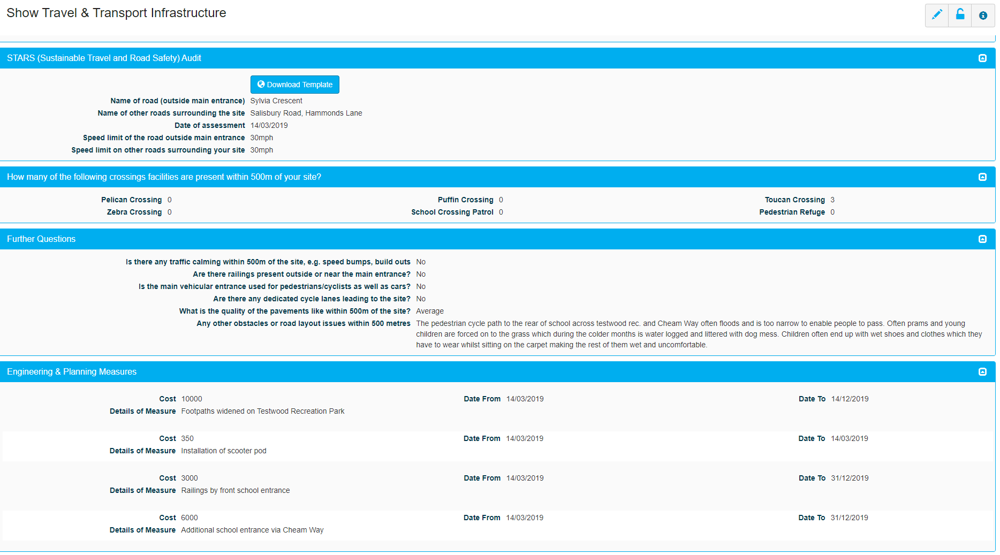 Show Travel & Transport Infrastructure
STARS (Sustainable Travel and Road Safety) Audit
Download Template
Name of road (outside main entrance) Sylvia Crescent
Name of other roads surrounding the site Salisbury Road, Hammonds Lane
Date of assessment 14/03/2019
Speed limit of the road outside main entrance 30mph
Speed limit on other roads surrounding your site 30mph
How many of the following crossings facilities are present within 500m of your site?
Pelican Crossing 0 Puffin Crossing 0 Toucan Crossing 3
Zebra Crossing 0 School Crossing Patrol 0 Pedestrian Refuge 0
Further Questions
Is there any traffic calming within 500m of the site, e.g. speed bumps, build outs No
Are there railings present outside or near the main entrance? No
Is the main vehicular entrance used for pedestrians/cyclists as well as cars? No
Are there any dedicated cycle lanes leading to the site? No
What is the quality of the pavements like within 500m of the site? Average
Any other obstacles or road layout issues within 500 metres The pedestrian cycle path to the rear of school across testwood rec. and Cheam Way often floods and is too narrow to enable people to pass. Often prams and young
children are forced on to the grass which during the colder months is water logged and littered with dog mess. Children often end up with wet shoes and clothes which they
have to wear whilst sitting on the carpet making the rest of them wet and uncomfortable.
Engineering & Planning Measures
Cost 10000 Date From 14/03/2019 Date To 14/12/2019
Details of Measure Footpaths widened on Testwood Recreation Park
Cost 350 Date From 14/03/2019 Date To 14/03/2019
Details of Measure Installation of scooter pod
Cost 3000 Date From 14/03/2019 Date To 31/12/2019
Details of Measure Railings by front school entrance
Cost 6000 Date From 14/03/2019 Date To 31/12/2019
Details of Measure Additional school entrance via Cheam Way